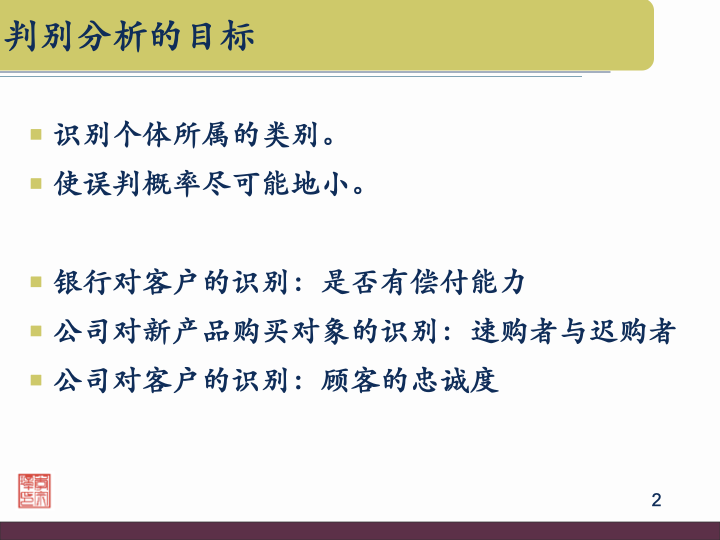 判别分析的目标
识别个体所属的类别。
使误判概率尽可能地小。
银行对客户的识别：是否有偿付能力
公司对新产品购买对象的识别：速购者与迟购者
公司对客户的识别：顾客的忠诚度
2